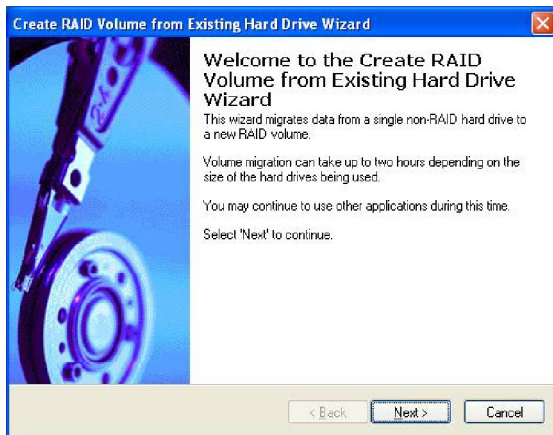 Create RAID Volume from Existing Hard Drive Wizard
Welcome to the Create RAID
Volume from Existing Hard Drive
Wizard
This wizard migrates data from a single non-RAID hard drive to
a new RAID volume.
Volume migration can take up to two hours depending on the
size of the hard drives being used.
You may continue to use other applications during this time.
Select 'Next' to continue.
< Back
Next >
Cancel